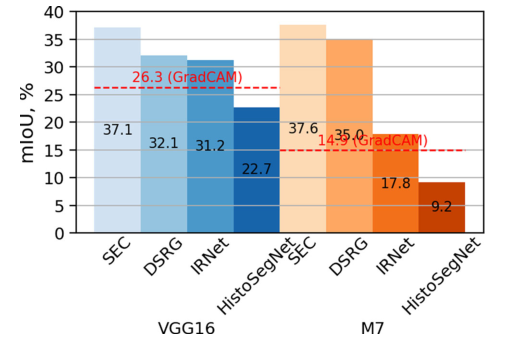 mIoU, %
40
35
30
25
20
15
10
5
0
26.3 (GradCAM)
14.9 (GradCAM)
37.1
32.1
31.2
22.7
37.6
35.0
17.8
9.2
SEC
DSRG
IRNet
HistoSegNet
SEC
DSRG
IRNet
HistoSegNet
VGG16
M7